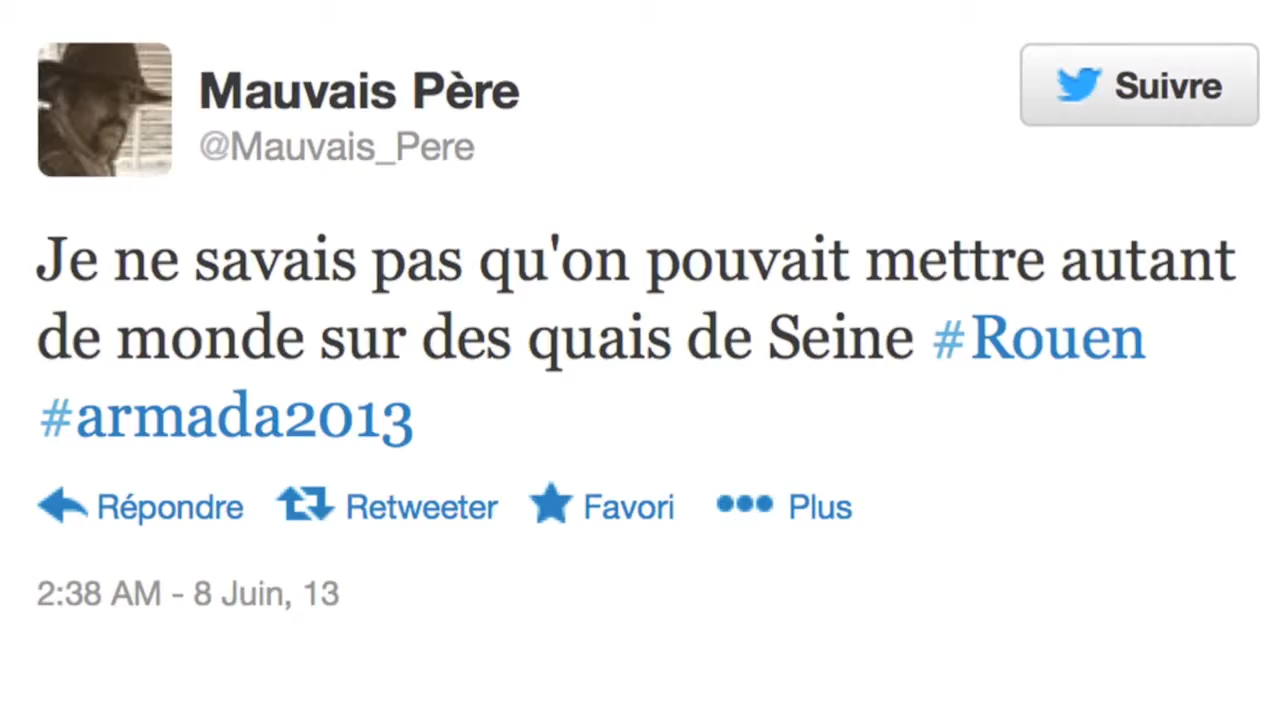 Mauvais Père
@Mauvais_Pere
Suivre
Je ne savais pas qu'on pouvait mettre autant
de monde sur des quais de Seine #Rouen
#armada2013
Répondre Retweeter Favori Plus
2:38 AM - 8 Juin, 13